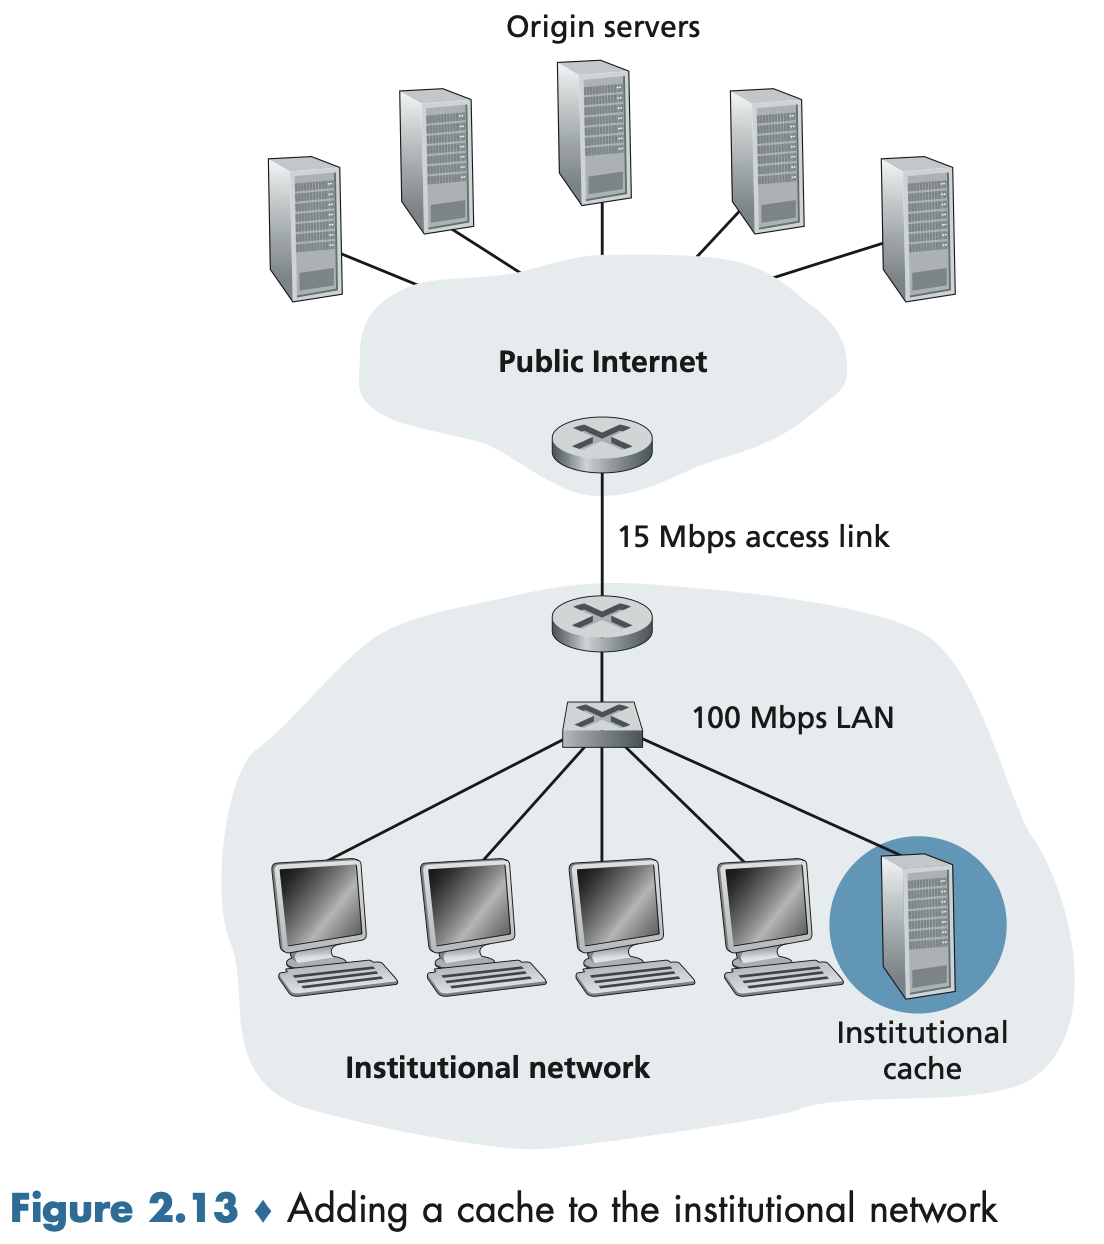 Origin servers
Public Internet
15 Mbps access link
100 Mbps LAN
Institutional
cache
Institutional network
Figure 2.13 ♦ Adding a cache to the institutional network